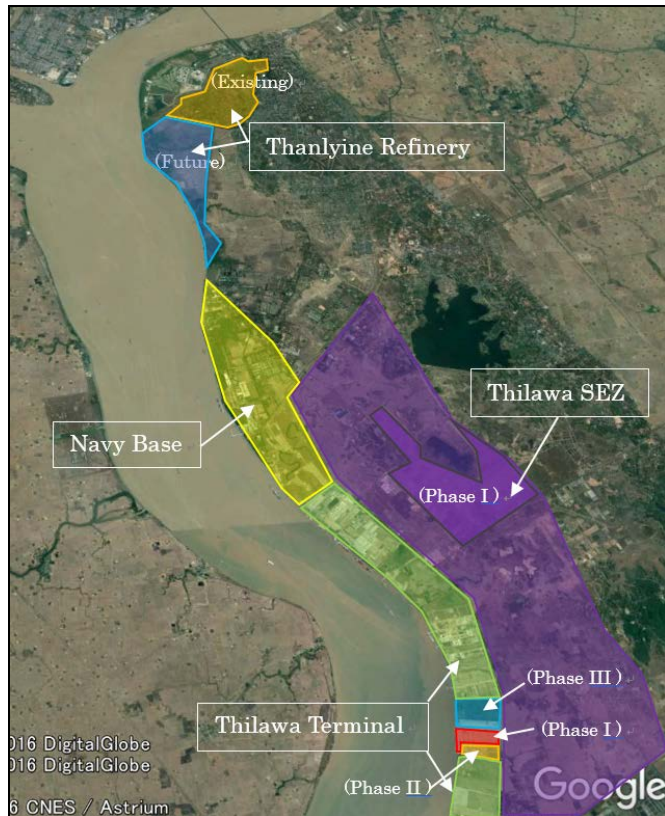 (Existing)
Thanlyine Refinery
(Future)
Thilawa SEZ
Navy Base
(Phase I )
(Phase III )
Thilawa Terminal
(Phase I )
(Phase II )
016 DigitalGlobe
016 DigitalGlobe
6 CNES / Astrium
Google